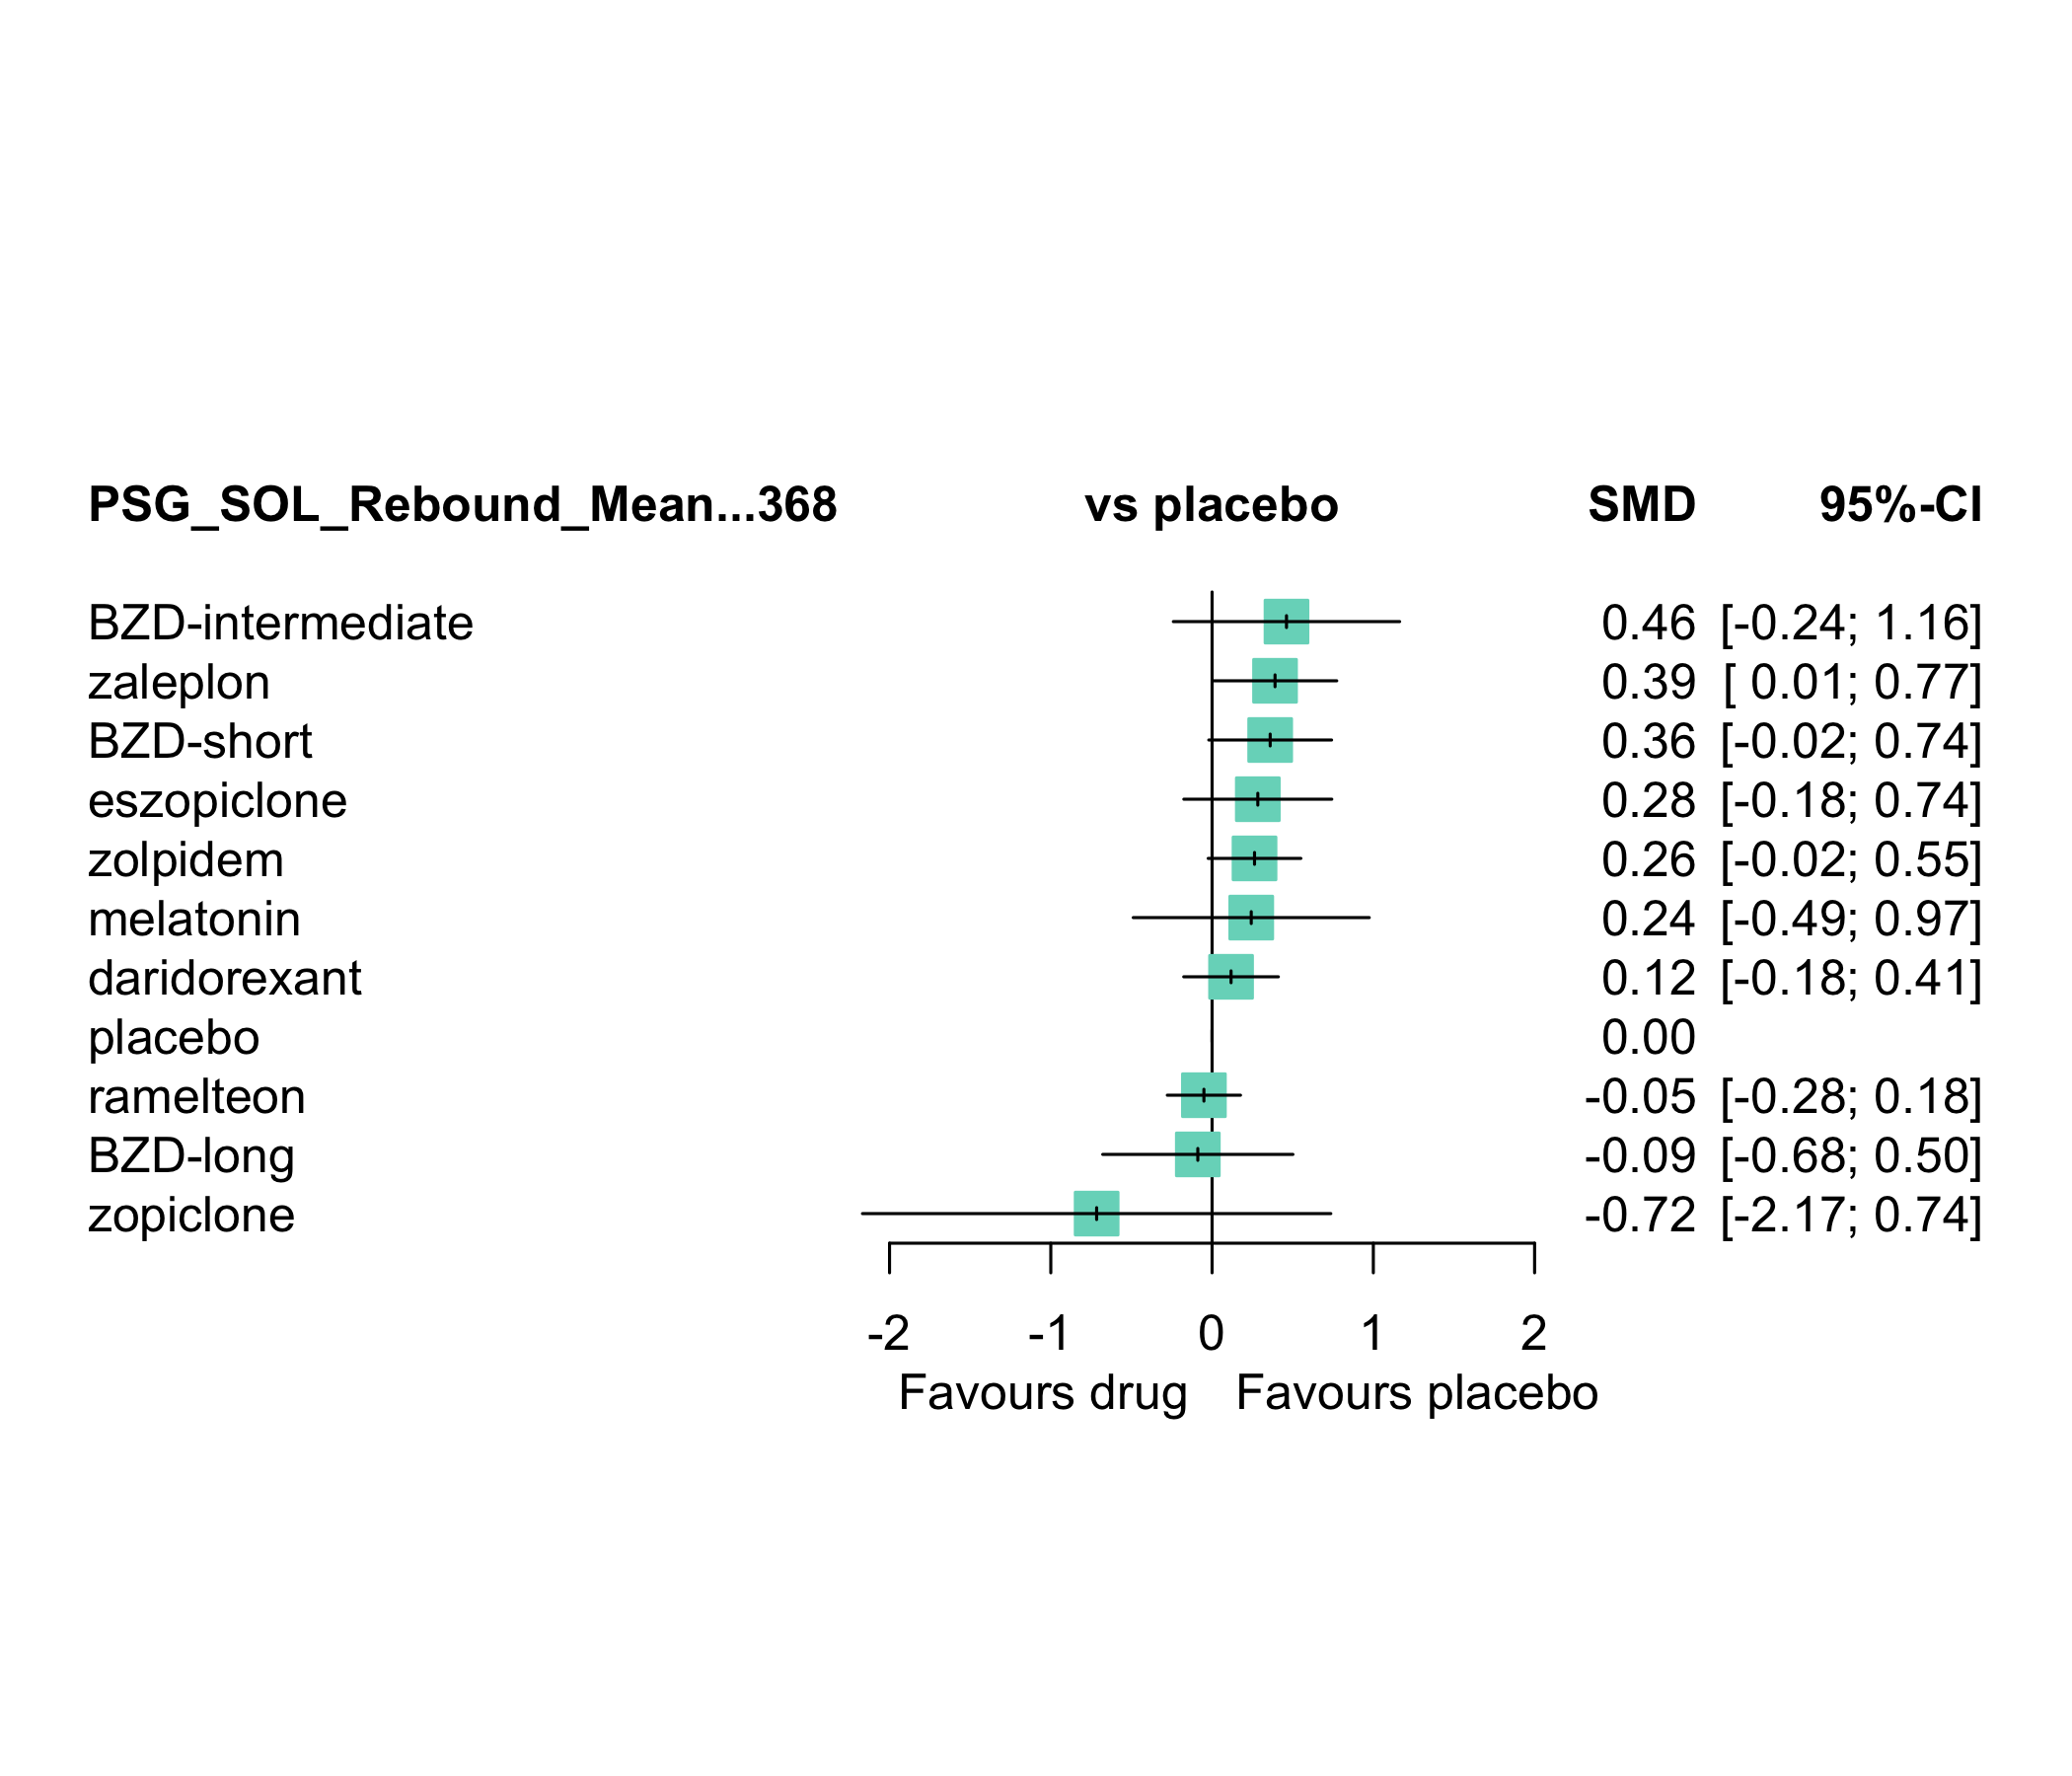 PSG_SOL_Rebound_Mean...368 vs placebo SMD 95%-CI
BZD-intermediate 0.46 [-0.24; 1.16]
zaleplon 0.39 [ 0.01; 0.77]
BZD-short 0.36 [-0.02; 0.74]
eszopiclone 0.28 [-0.18; 0.74]
zolpidem 0.26 [-0.02; 0.55]
melatonin 0.24 [-0.49; 0.97]
daridorexant 0.12 [-0.18; 0.41]
placebo 0.00
ramelteon -0.05 [-0.28; 0.18]
BZD-long -0.09 [-0.68; 0.50]
zopiclone -0.72 [-2.17; 0.74]
-2 -1 0 1 2
Favours drug Favours placebo